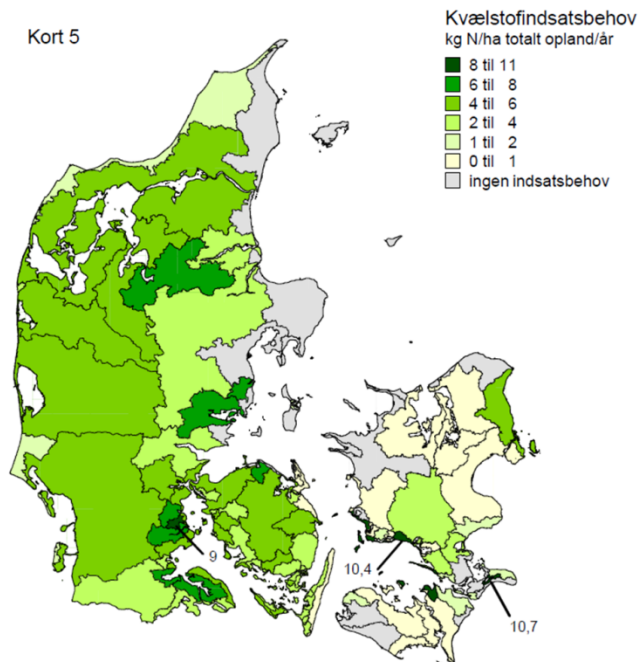 Kort 5
Kvælstofindsatsbehov
kg N/ha totalt opland/år
8 til 11
6 til 8
4 til 6
2 til 4
1 til 2
0 til 1
ingen indsatsbehov
9
10,4
10,7